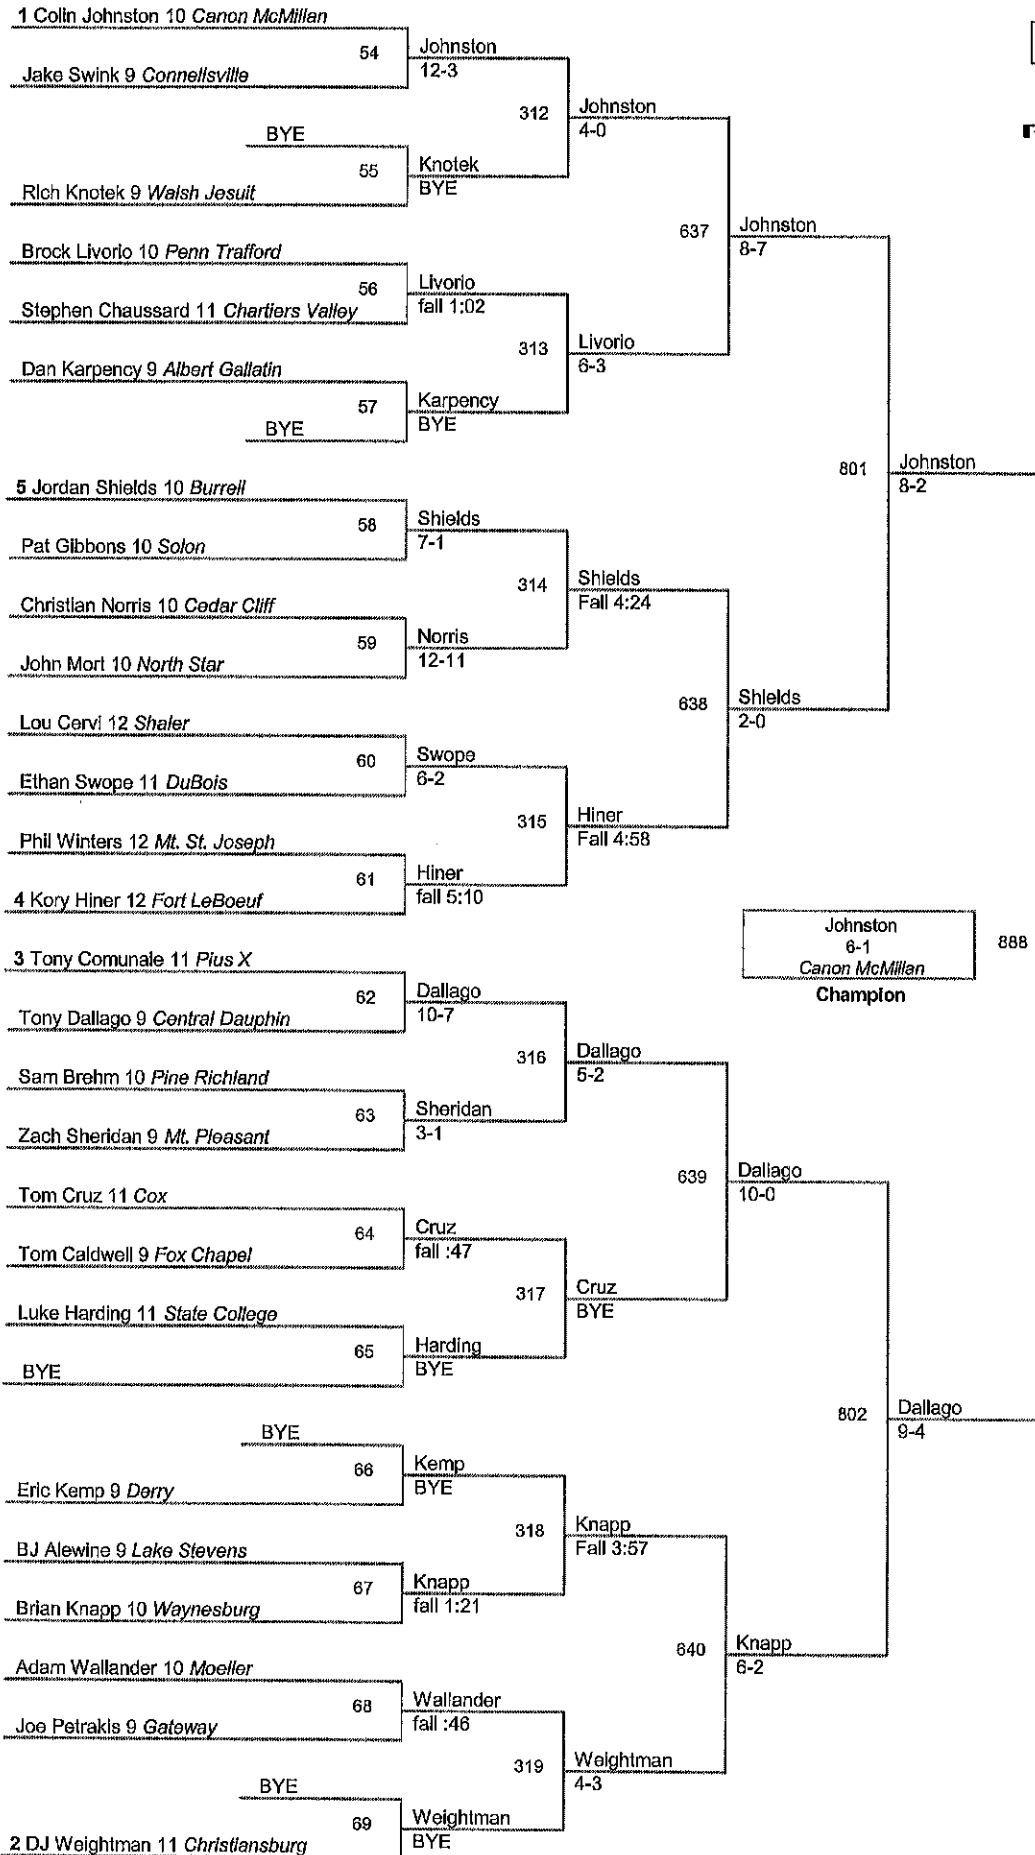 1 Colin Johnston 10 Canon McMillan
54
Johnston
12-3
Jake Swink 9 Connellsville
312
Johnston
4-0
BYE
55
Knotek
BYE
Rich Knotek 9 Walsh Jesuit
637
Johnston
8-7
Brock Livorio 10 Penn Trafford
56
Livorio
fall 1:02
Stephen Chaussard 11 Chartiers Valley
313
Livorio
6-3
Dan Karpency 9 Albert Gallatin
57
Karpency
BYE
BYE
801
Johnston
8-2
5 Jordan Shields 10 Burrell
58
Shields
7-1
Pat Gibbons 10 Solon
314
Shields
Fall 4:24
Christian Norris 10 Cedar Cliff
59
Norris
12-11
John Mort 10 North Star
638
Shields
2-0
Lou Cervi 12 Shaler
60
Swope
6-2
Ethan Swope 11 DuBois
315
Hiner
Fall 4:58
Phil Winters 12 Mt. St. Joseph
61
Hiner
fall 5:10
4 Kory Hiner 12 Fort LeBoeuf
Johnston
6-1
Canon McMillan
888
Champion
3 Tony Comunale 11 Pius X
62
Dallago
10-7
Tony Dallago 9 Central Dauphin
316
Dallago
5-2
Sam Brehm 10 Pine Richland
63
Sheridan
3-1
Zach Sheridan 9 Mt. Pleasant
639
Dallago
10-0
Tom Cruz 11 Cox
64
Cruz
fall :47
Tom Caldwell 9 Fox Chapel
317
Cruz
BYE
Luke Harding 11 State College
65
Harding
BYE
BYE
802
Dallago
9-4
BYE
66
Kemp
BYE
Eric Kemp 9 Derry
318
Knapp
Fall 3:57
BJ Alewine 9 Lake Stevens
67
Knapp
fall 1:21
Brian Knapp 10 Waynesburg
640
Knapp
6-2
Adam Wallander 10 Moeller
68
Wallander
fall :46
Joe Petrakis 9 Gateway
319
Weightman
4-3
BYE
69
Weightman
BYE
2 DJ Weightman 11 Christiansburg